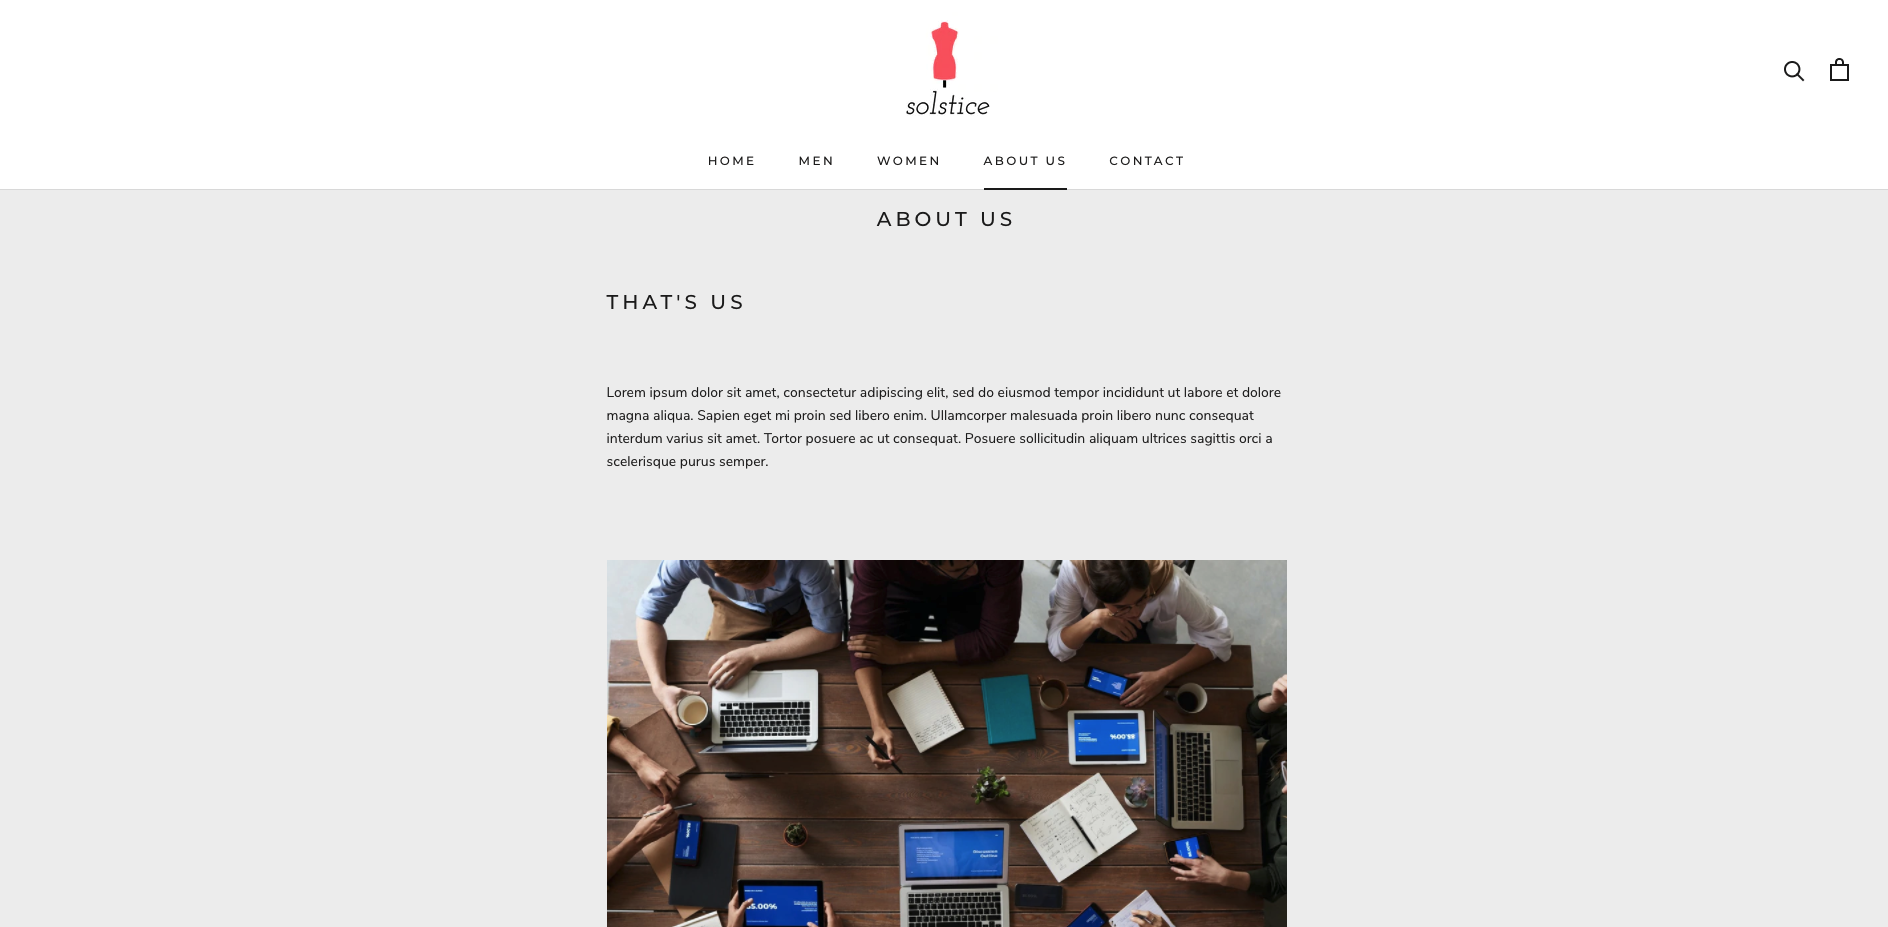 solstice
HOME MEN WOMEN ABOUT US CONTACT
ABOUT US
THAT'S US
Lorem ipsum dolor sit amet, consectetur adipiscing elit, sed do eiusmod tempor incididunt ut labore et dolore
magna aliqua. Sapien eget mi proin sed libero enim. Ullamcorper malesuada proin libero nunc consequat
interdum varius sit amet. Tortor posuere ac ut consequat. Posuere sollicitudin aliquam ultrices sagittis orci a
scelerisque purus semper.